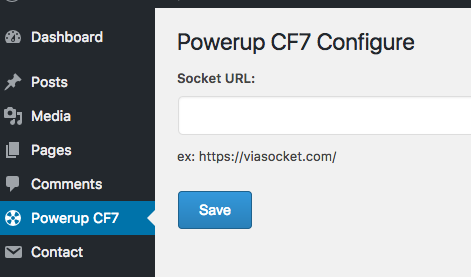 Dashboard
Posts
Media
Pages
Comments
Powerup CF7
Contact
Powerup CF7 Configure
Socket URL:
ex: https://viasocket.com/
Save